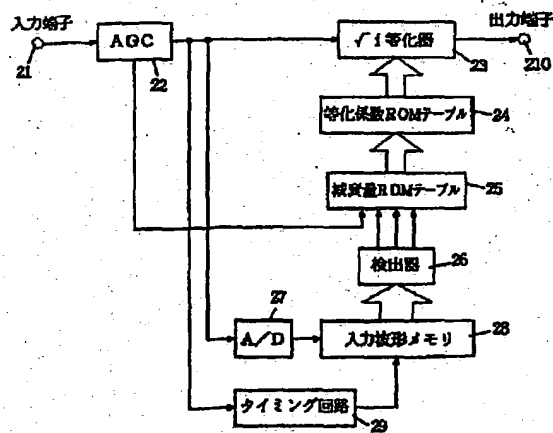 入力端子
21
AGC
22
√f等化器
23
出力端子
210
等化係数ROMテーブル
24
減衰量ROMテーブル
25
検出器
26
27
A/D
入力波形メモリ
28
タイミング回路
29